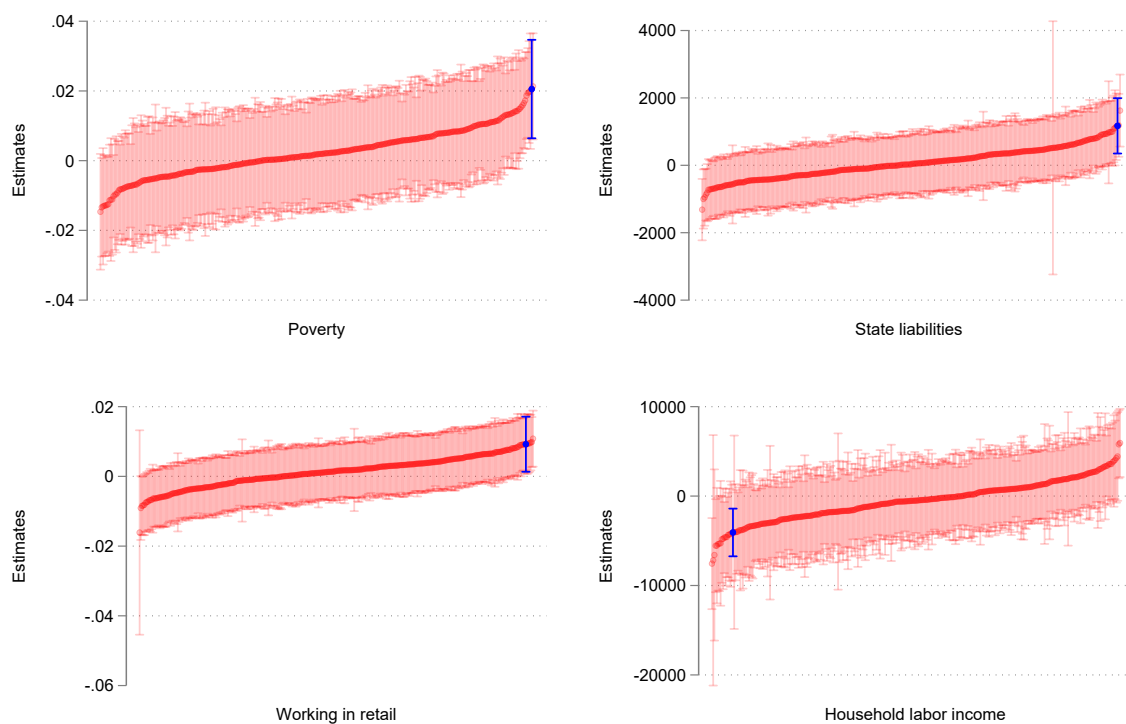 .04
.02
0
-.02
-.04
Estimates
Poverty
4000
2000
0
-2000
-4000
Estimates
State liabilities
.02
0
-.02
-.04
-.06
Estimates
Working in retail
10000
0
-10000
-20000
Estimates
Household labor income